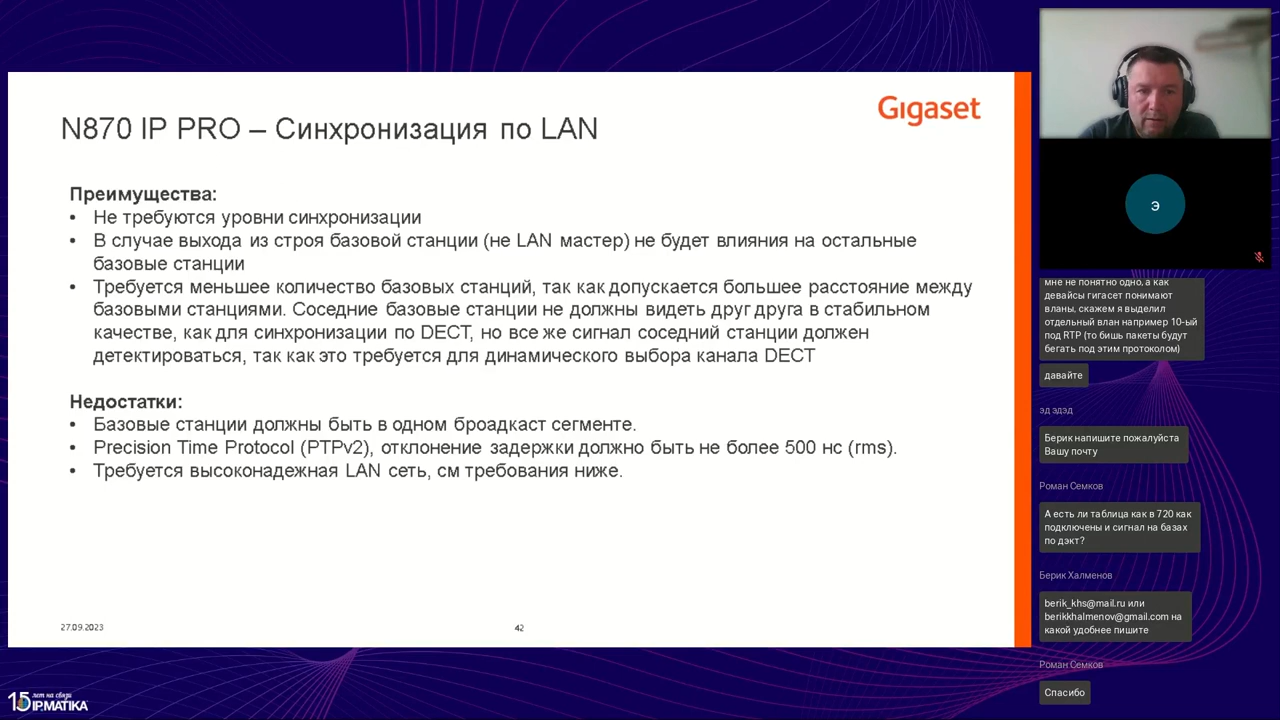 Gigaset
N870 IP PRO – Синхронизация по LAN
Преимущества:
• Не требуются уровни синхронизации
• В случае выхода из строя базовой станции (не LAN мастер) не будет влияния на остальные
базовые станции
• Требуется меньшее количество базовых станций, так как допускается большее расстояние между
базовыми станциями. Соседние базовые станции не должны видеть друг друга в стабильном
качестве, как для синхронизации по DECT, но все же сигнал соседний станции должен
детектироваться, так как это требуется для динамического выбора канала DECT
Недостатки:
• Базовые станции должны быть в одном броадкаст сегменте.
• Precision Time Protocol (PTPv2), отклонение задержки должно быть не более 500 нс (rms).
• Требуется высоконадежная LAN сеть, см требования ниже.
27.09.2023
42
15 лет на связи
IPMATIKA
э
мне не понятно одно, а как
девайсы гигасет понимают
вланы, скажем я выделил
отдельный влан например 10-ый
под RTP (то бишь пакеты будут
бегать под этим протоколом)
давайте
эд эдэд
Берик напишите пожалуйста
Вашу почту
Роман Семков
А есть ли таблица как в 720 как
подключены и сигнал на базах
по дэкт?
Берик Халменов
berik_khs@mail.ru или
berikkhalmenov@gmail.com на
какой удобнее пишите
Роман Семков
Спасибо